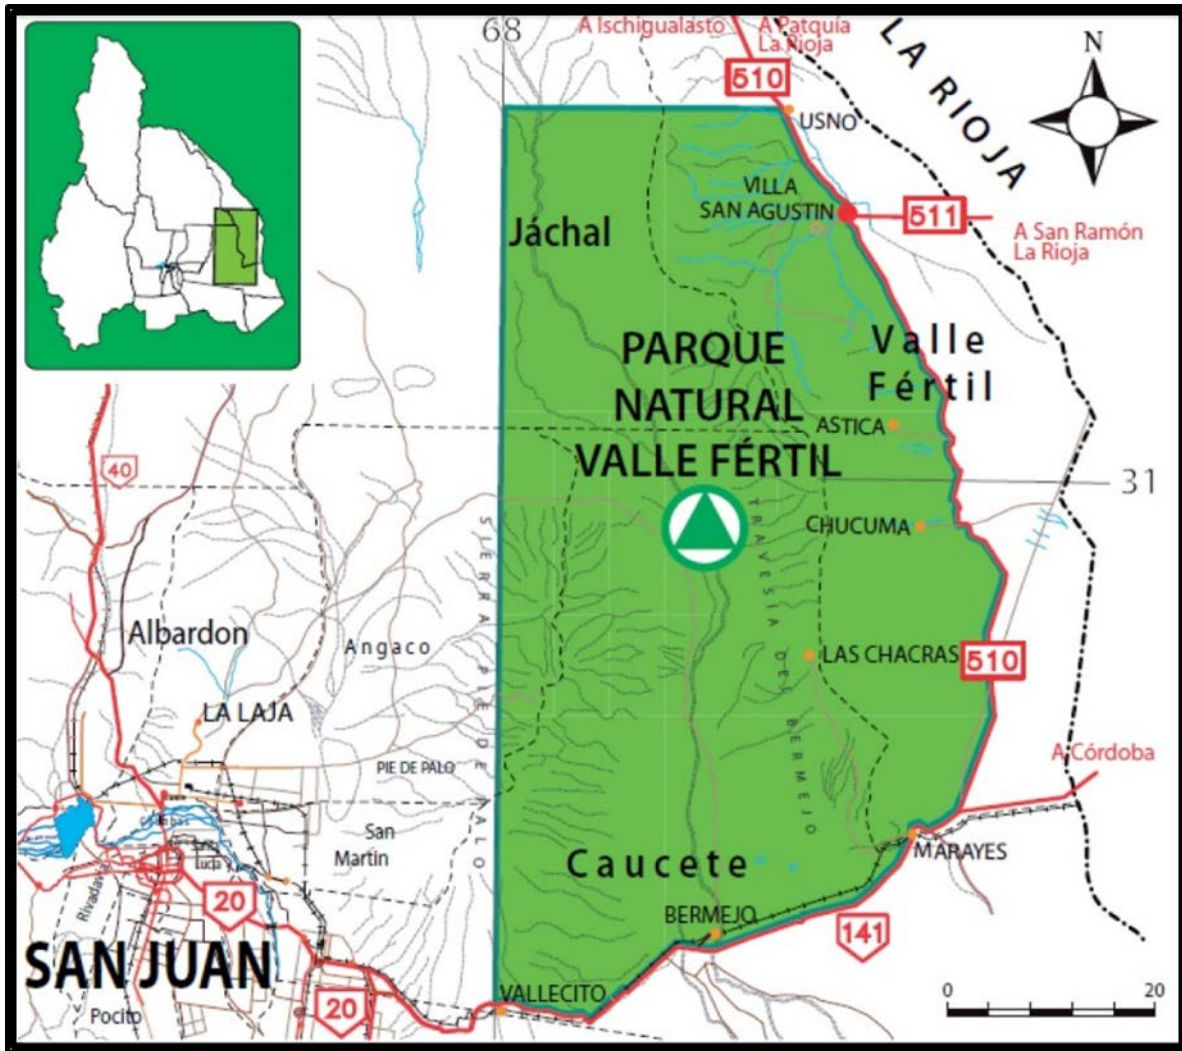 68
A Ischigualasto
A Patquía
La Rioja
510
LA RIOJA
N
USNO
VILLA
SAN AGUSTIN
511
A San Ramón
La Rioja
Jáchal
PARQUE
NATURAL
VALLE FÉRTIL
Valle
Fértil
ASTICA
31
40
CHUCUMA
TRAVESÍA DEL BERMEJO
SIERRA PIE DE PALO
Albardon
Angaco
LAS CHACRAS
510
LA LAJA
PIE DE PALO
A Córdoba
San
Martin
Santa
Lucia
Rivadavia
Caucete
MARAYES
20
BERMEJO
141
SAN JUAN
VALLECITO
20
Pocito
0
20